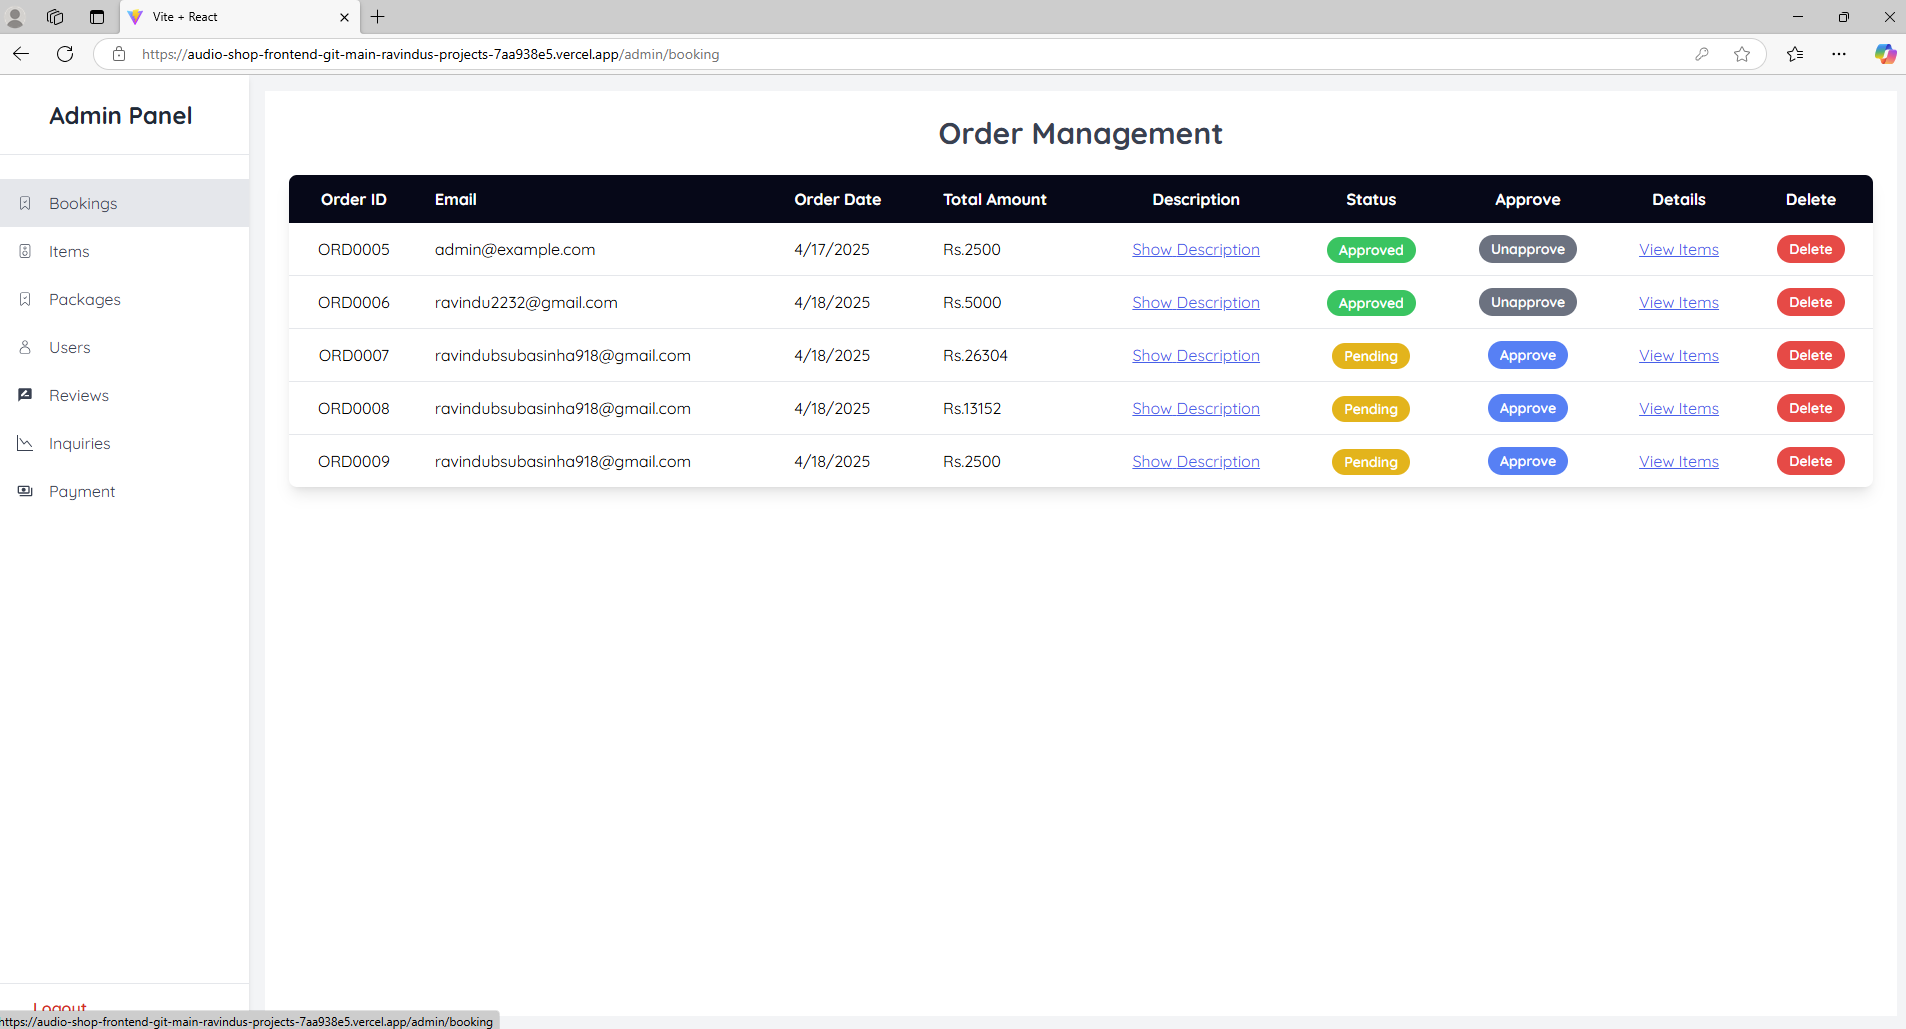 Vite + React
https://audio-shop-frontend-git-main-ravindus-projects-7aa938e5.vercel.app/admin/booking
Admin Panel
Bookings
Items
Packages
Users
Reviews
Inquiries
Payment
Logout
Order Management
Order ID Email Order Date Total Amount Description Status Approve Details Delete
ORD0005 admin@example.com 4/17/2025 Rs.2500 Show Description Approved Unapprove View Items Delete
ORD0006 ravindu2232@gmail.com 4/18/2025 Rs.5000 Show Description Approved Unapprove View Items Delete
ORD0007 ravindubsubasinha918@gmail.com 4/18/2025 Rs.26304 Show Description Pending Approve View Items Delete
ORD0008 ravindubsubasinha918@gmail.com 4/18/2025 Rs.13152 Show Description Pending Approve View Items Delete
ORD0009 ravindubsubasinha918@gmail.com 4/18/2025 Rs.2500 Show Description Pending Approve View Items Delete
https://audio-shop-frontend-git-main-ravindus-projects-7aa938e5.vercel.app/admin/booking